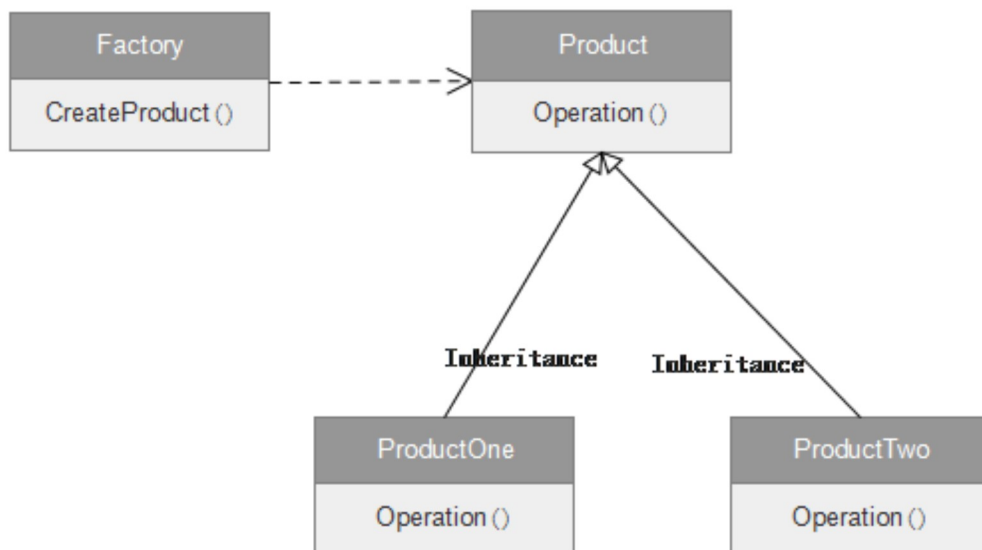 Factory
CreateProduct ()
Product
Operation ()
Inheritance
Inheritance
ProductOne
Operation ()
ProductTwo
Operation ()